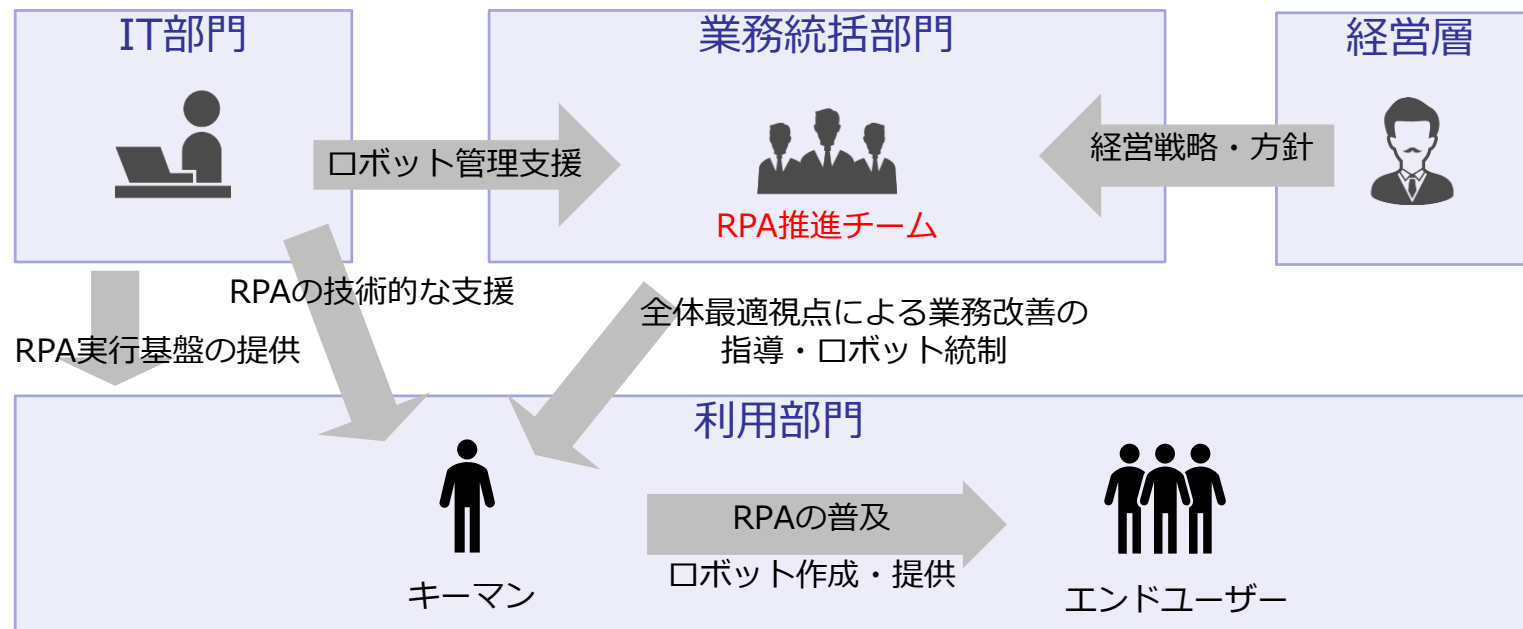 IT部門
業務統括部門
経営層
ロボット管理支援
経営戦略・方針
RPA推進チーム
RPAの技術的な支援
全体最適視点による業務改善の
指導・ロボット統制
RPA実行基盤の提供
利用部門
RPAの普及
ロボット作成・提供
キーマン
エンドユーザー